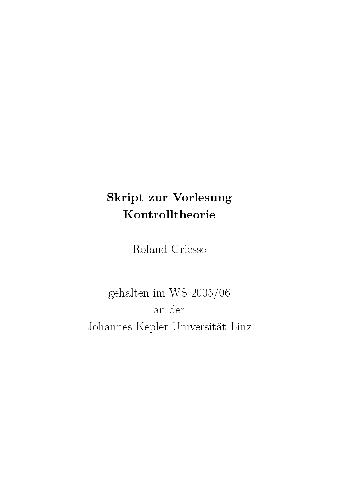 Skript zur Vorlesung
Kontrolltheorie
Roland Griesse
gehalten im WS 2005/06
an der
Johannes Kepler Universität Linz